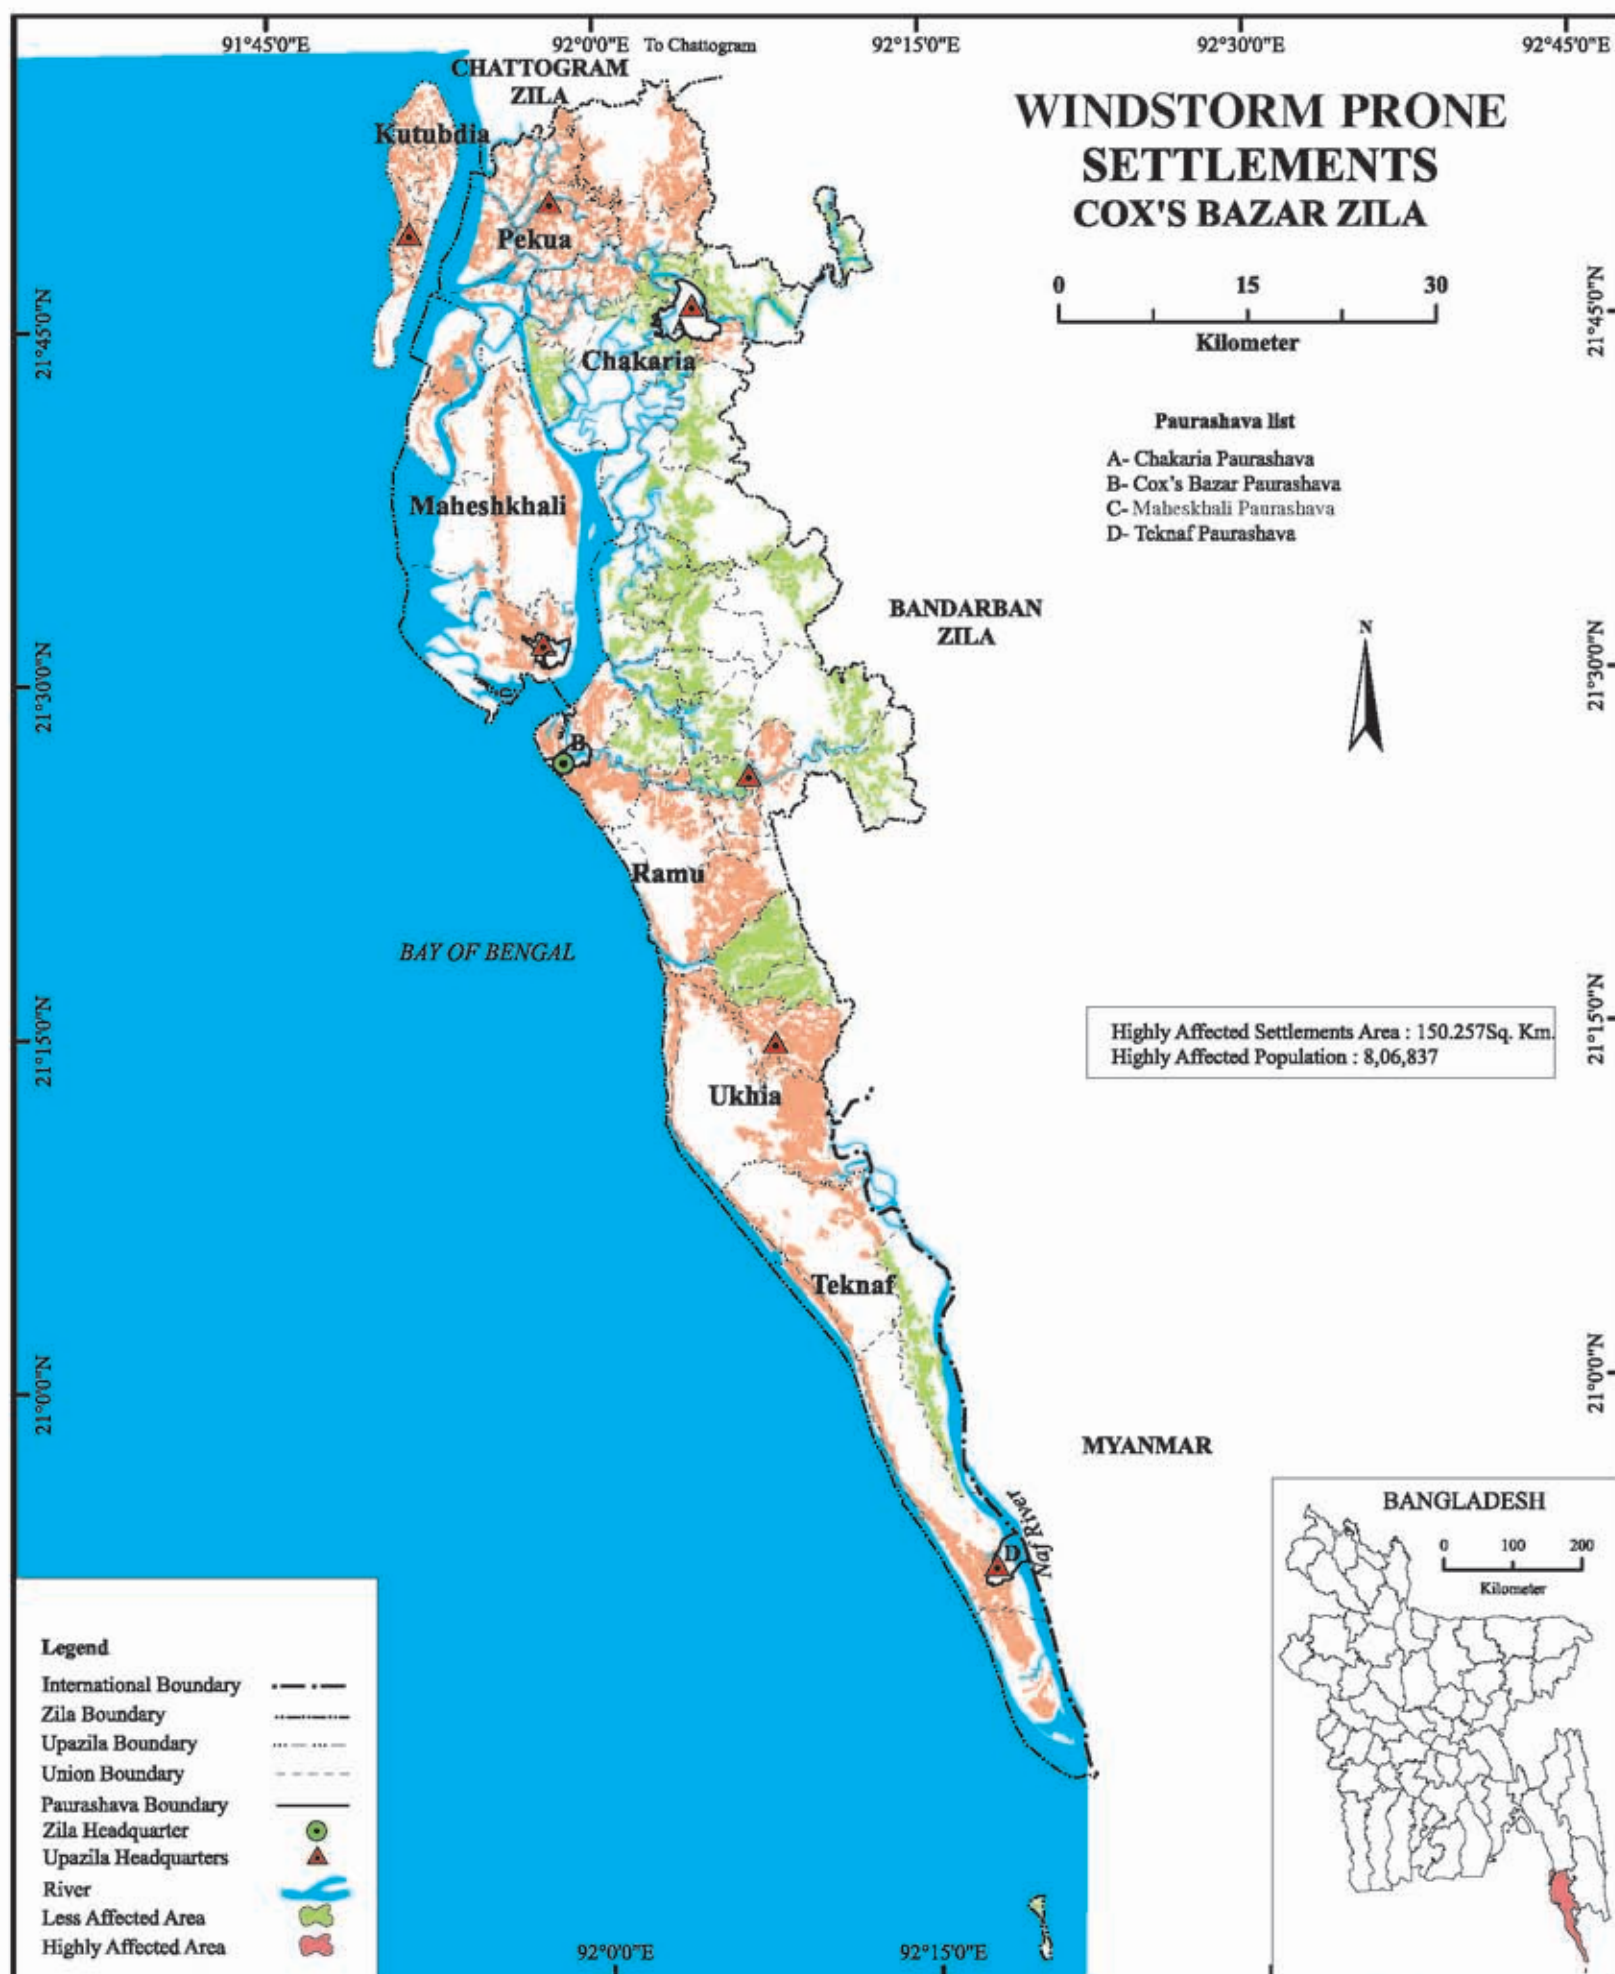 91°45'0"E
92°0'0"E
To Chattogram
92°15'0"E
92°30'0"E
92°45'0"E
CHATTOGRAM
ZILA
WINDSTORM PRONE
SETTLEMENTS
COX'S BAZAR ZILA
Kutubdia
Pekua
0 15 30
Kilometer
21°45'0"N
21°45'0"N
Chakaria
A
Paurashava list
A- Chakaria Paurashava
B- Cox's Bazar Paurashava
C- Maheskhali Paurashava
D- Teknaf Paurashava
Maheshkhali
BANDARBAN
ZILA
N
21°30'0"N
21°30'0"N
B
Ramu
BAY OF BENGAL
21°15'0"N
21°15'0"N
Highly Affected Settlements Area : 150.257Sq. Km.
Highly Affected Population : 8,06,837
Ukhia
Teknaf
21°0'0"N
21°0'0"N
MYANMAR
Naf River
D
BANGLADESH
0 100 200
Kilometer
Legend
International Boundary
Zila Boundary
Upazila Boundary
Union Boundary
Paurashava Boundary
Zila Headquarter
Upazila Headquarters
River
Less Affected Area
Highly Affected Area
92°0'0"E
92°15'0"E